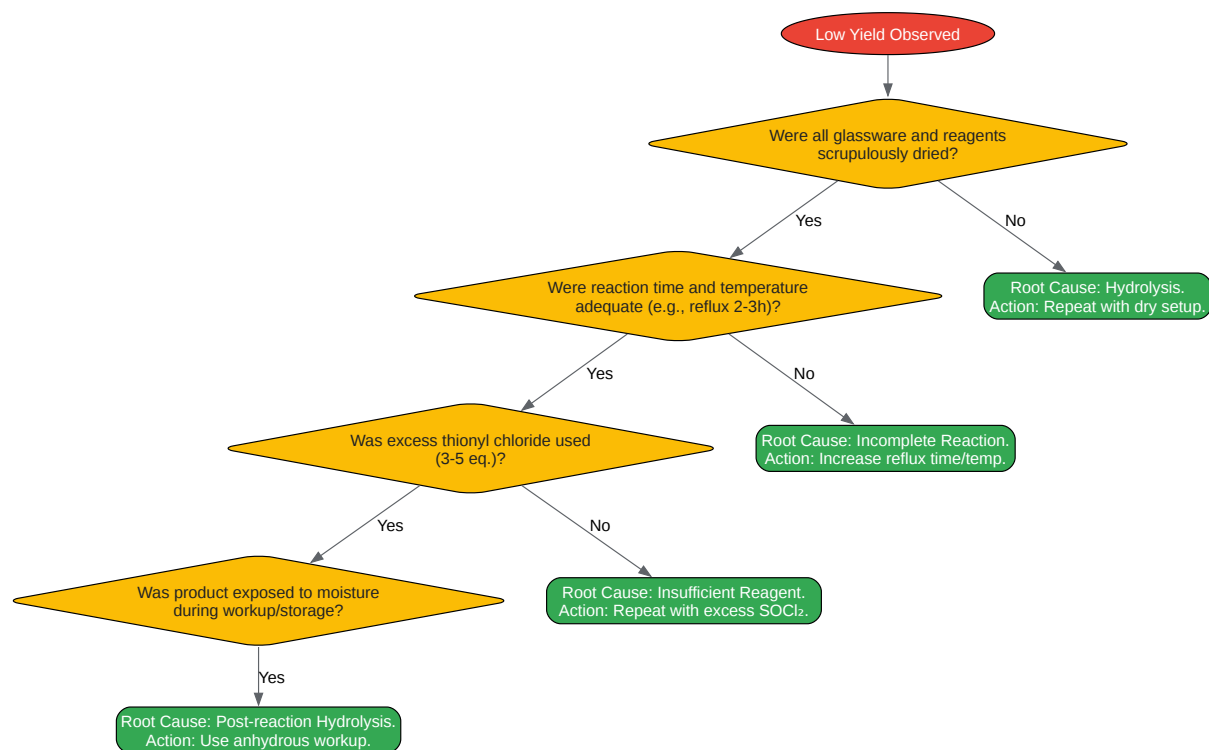 Low Yield Observed
Were all glassware and reagents
scrupulously dried?
Yes
No
Were reaction time and temperature
adequate (e.g., reflux 2-3h)?
Root Cause: Hydrolysis.
Action: Repeat with dry setup.
Yes
No
Was excess thionyl chloride used
(3-5 eq.)?
Root Cause: Incomplete Reaction.
Action: Increase reflux time/temp.
Yes
No
Was product exposed to moisture
during workup/storage?
Root Cause: Insufficient Reagent.
Action: Repeat with excess SOCl₂.
Yes
Root Cause: Post-reaction Hydrolysis.
Action: Use anhydrous workup.